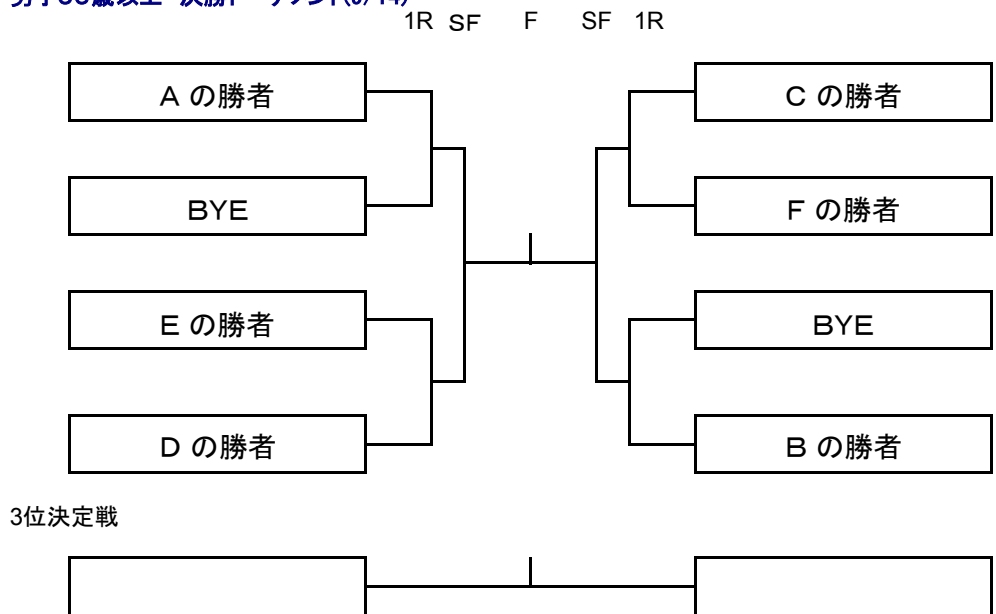 1R SF F SF 1R
A の勝者
C の勝者
BYE
F の勝者
E の勝者
BYE
D の勝者
B の勝者
3位決定戦